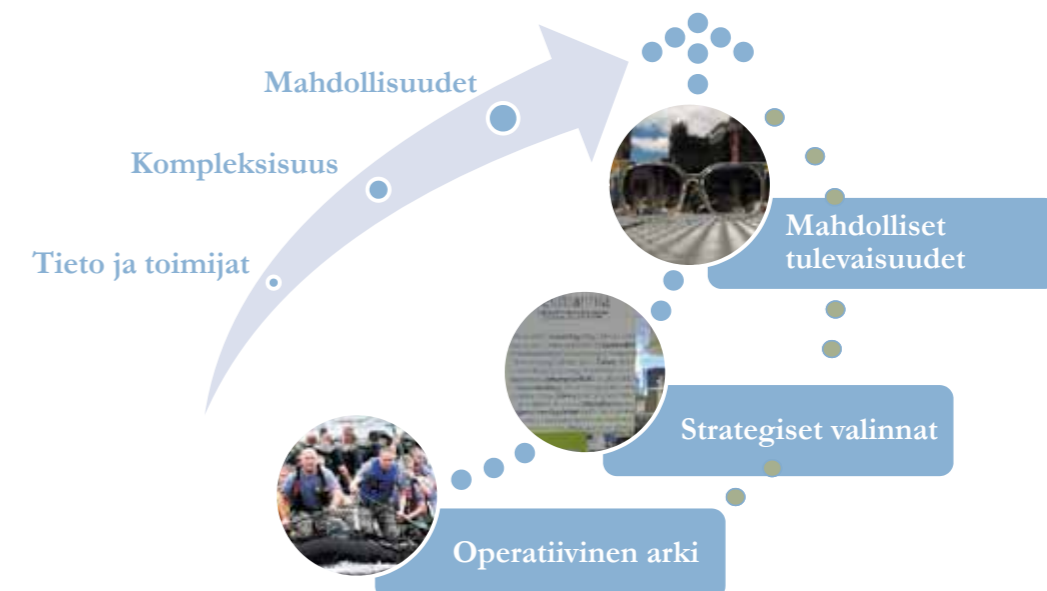 Mahdollisuudet
Kompleksisuus
Tieto ja toimijat
Mahdolliset
tulevaisuudet
Strategiset valinnat
Operatiivinen arki